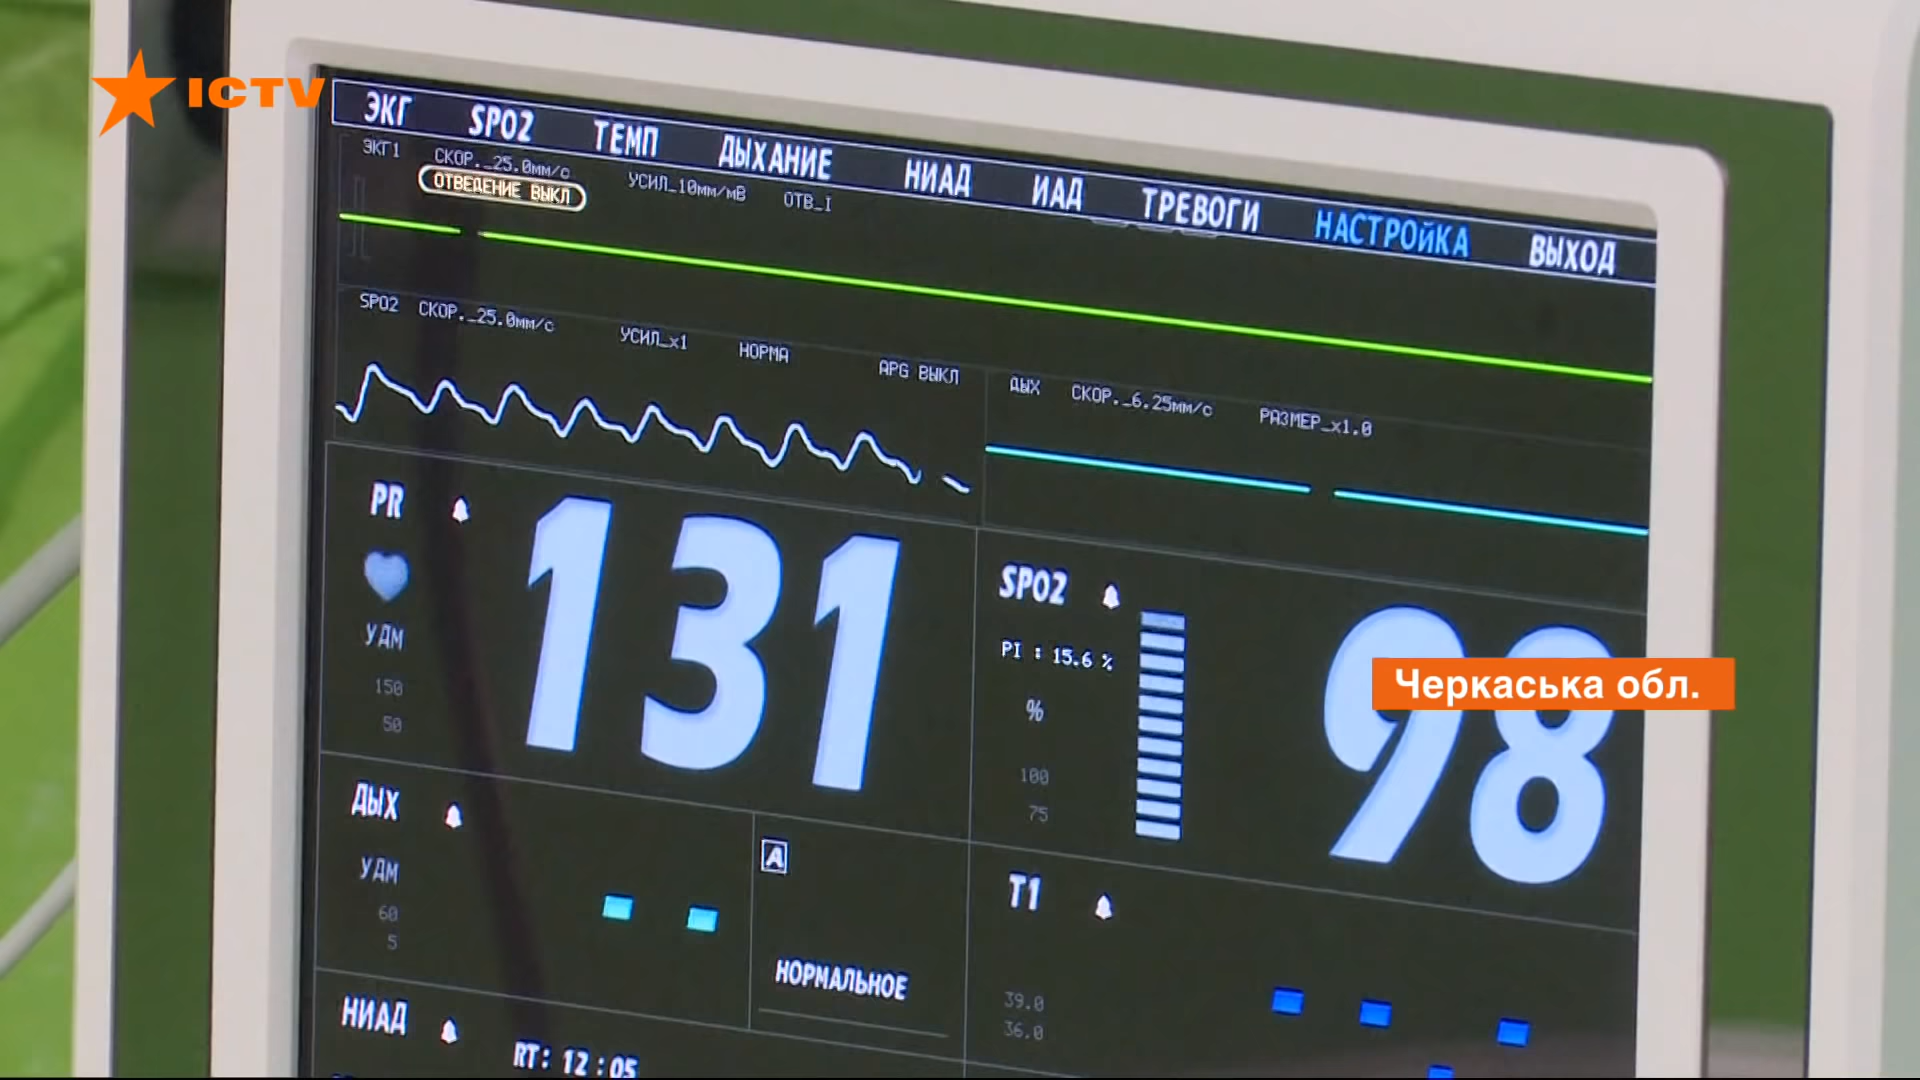 ICTV
ЭКГ SPO2 ТЕМП ДЫХАНИЕ НИАД ИАД ТРЕВОГИ НАСТРОЙКА ВЫХОД
ЭКГ1 СКОР._25.0мм/с УСИЛ_10мм/мВ ОТВ_I
ОТВЕДЕНИЕ ВЫКЛ
SPO2 СКОР._25.0мм/с УСИЛ_x1 НОРМА APG ВЫКЛ
ДЫХ СКОР._6.25мм/с РАЗМЕР_x1.0
PR 131
УДМ
150
50
SPO2 98
PI : 15.6 %
%
100
75
Черкаська обл.
ДЫХ
УДМ
60
5
A
НОРМАЛЬНОЕ
T1
39.0
36.0
НИАД
RT: 12:05